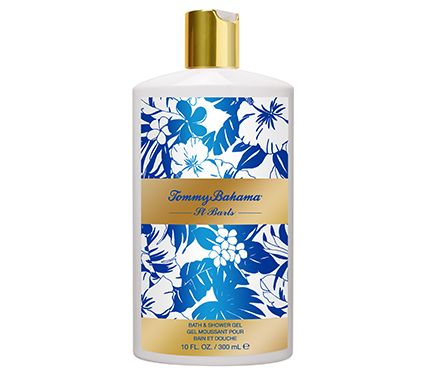 Tommy Bahama
St Barts
BATH & SHOWER GEL
GEL MOUSSANT POUR
BAIN ET DOUCHE
10 FL. OZ. / 300 mL ℮